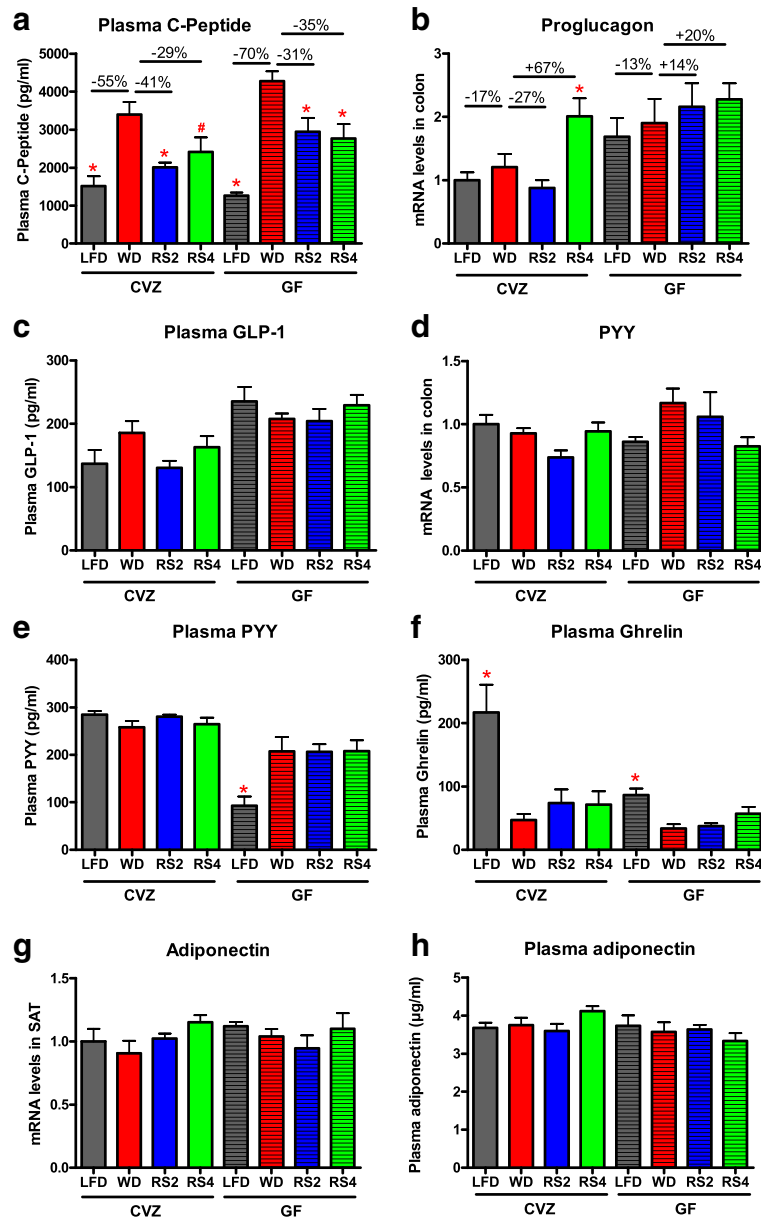 a
Plasma C-Peptide
Plasma C-Peptide (pg/ml)
5000
4000
3000
2000
1000
0
-35%
-29%
-70%
-31%
-55%
-41%
*
*
#
*
*
*
LFD WD RS2 RS4 LFD WD RS2 RS4
CVZ GF
b
Proglucagon
mRNA levels in colon
3
2
1
0
+20%
+67%
-13%
+14%
-17%
-27%
*
LFD WD RS2 RS4 LFD WD RS2 RS4
CVZ GF
c
Plasma GLP-1
Plasma GLP-1 (pg/ml)
300
200
100
0
LFD WD RS2 RS4 LFD WD RS2 RS4
CVZ GF
d
PYY
mRNA levels in colon
1.5
1.0
0.5
0.0
LFD WD RS2 RS4 LFD WD RS2 RS4
CVZ GF
e
Plasma PYY
Plasma PYY (pg/ml)
400
300
200
100
0
*
LFD WD RS2 RS4 LFD WD RS2 RS4
CVZ GF
f
Plasma Ghrelin
Plasma Ghrelin (pg/ml)
300
200
100
0
*
*
LFD WD RS2 RS4 LFD WD RS2 RS4
CVZ GF
g
Adiponectin
mRNA levels in SAT
1.5
1.0
0.5
0.0
LFD WD RS2 RS4 LFD WD RS2 RS4
CVZ GF
h
Plasma adiponectin
Plasma adiponectin (µg/ml)
5
4
3
2
1
0
LFD WD RS2 RS4 LFD WD RS2 RS4
CVZ GF